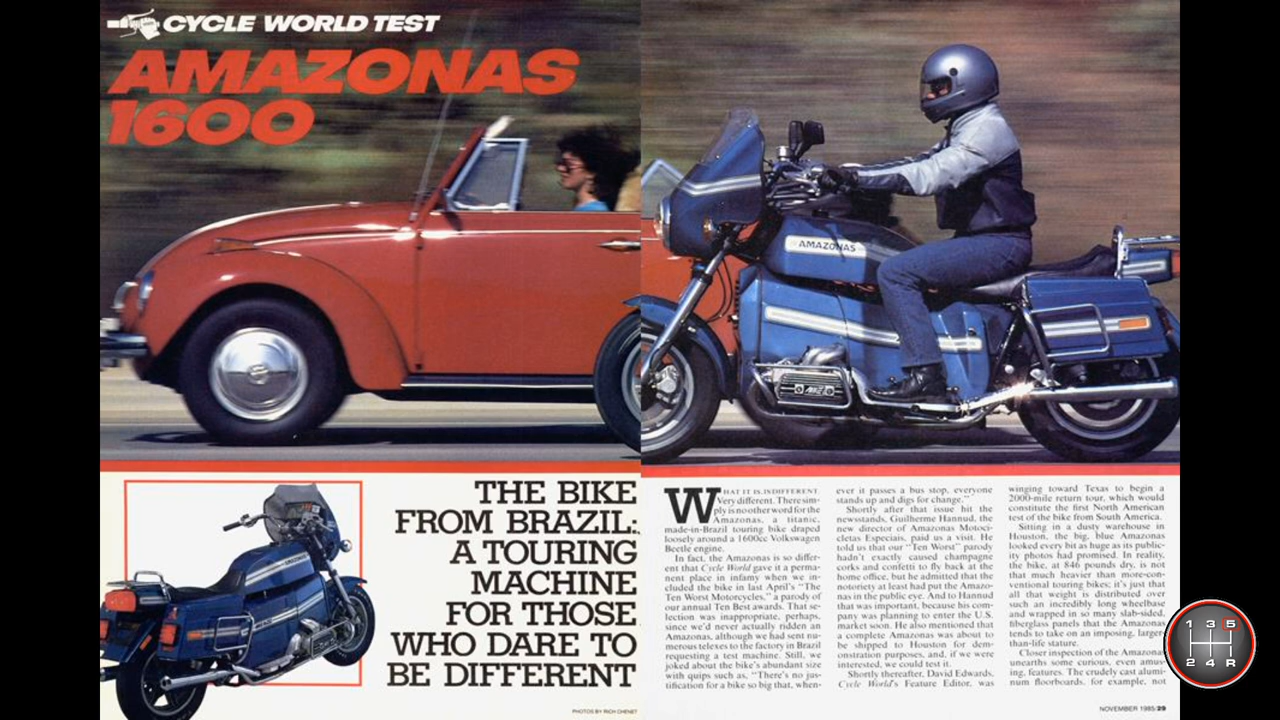 CYCLE WORLD TEST
AMAZONAS
1600
AMAZONAS
THE BIKE
FROM BRAZIL:
A TOURING
MACHINE
FOR THOSE
WHO DARE TO
BE DIFFERENT
PHOTOS BY RICH CHENET
WHAT IT IS, IS DIFFERENT.
Very different. There sim-
ply is no other word for the
Amazonas, a titanic,
made-in-Brazil touring bike draped
loosely around a 1600cc Volkswagen
Beetle engine.
In fact, the Amazonas is so differ-
ent that Cycle World gave it a perma-
nent place in infamy when we in-
cluded the bike in last April's "The
Ten Worst Motorcycles," a parody of
our annual Ten Best awards. That se-
lection was inappropriate, perhaps,
since we'd never actually ridden an
Amazonas, although we had sent nu-
merous telexes to the factory in Brazil
requesting a test machine. Still, we
joked about the bike's abundant size
with quips such as, "There's no jus-
tification for a bike so big that, when-
ever it passes a bus stop, everyone
stands up and digs for change."
Shortly after that issue hit the
newsstands, Guilherme Hannud, the
new director of Amazonas Motoci-
cletas Especiais, paid us a visit. He
told us that our "Ten Worst" parody
hadn't exactly caused champagne
corks and confetti to fly back at the
home office, but he admitted that the
notoriety at least had put the Amazo-
nas in the public eye. And to Hannud
that was important, because his com-
pany was planning to enter the U.S.
market soon. He also mentioned that
a complete Amazonas was about to
be shipped to Houston for dem-
onstration purposes, and, if we were
interested, we could test it.
Shortly thereafter, David Edwards,
Cycle World's Feature Editor, was
winging toward Texas to begin a
2000-mile return tour, which would
constitute the first North American
test of the bike from South America.
Sitting in a dusty warehouse in
Houston, the big, blue Amazonas
looked every bit as huge as its public-
ity photos had promised. In reality,
the bike, at 846 pounds dry, is not
that much heavier than more-con-
ventional touring bikes; it's just that
all that weight is distributed over
such an incredibly long wheelbase
and wrapped in so many slab-sided,
fiberglass panels that the Amazonas
tends to take on an imposing, larger-
than-life stature.
Closer inspection of the Amazonas
unearths some curious, even amus-
ing, features. The crudely cast alumi-
num floorboards, for example, not
NOVEMBER 1985/29
1 3 5
2 4 R